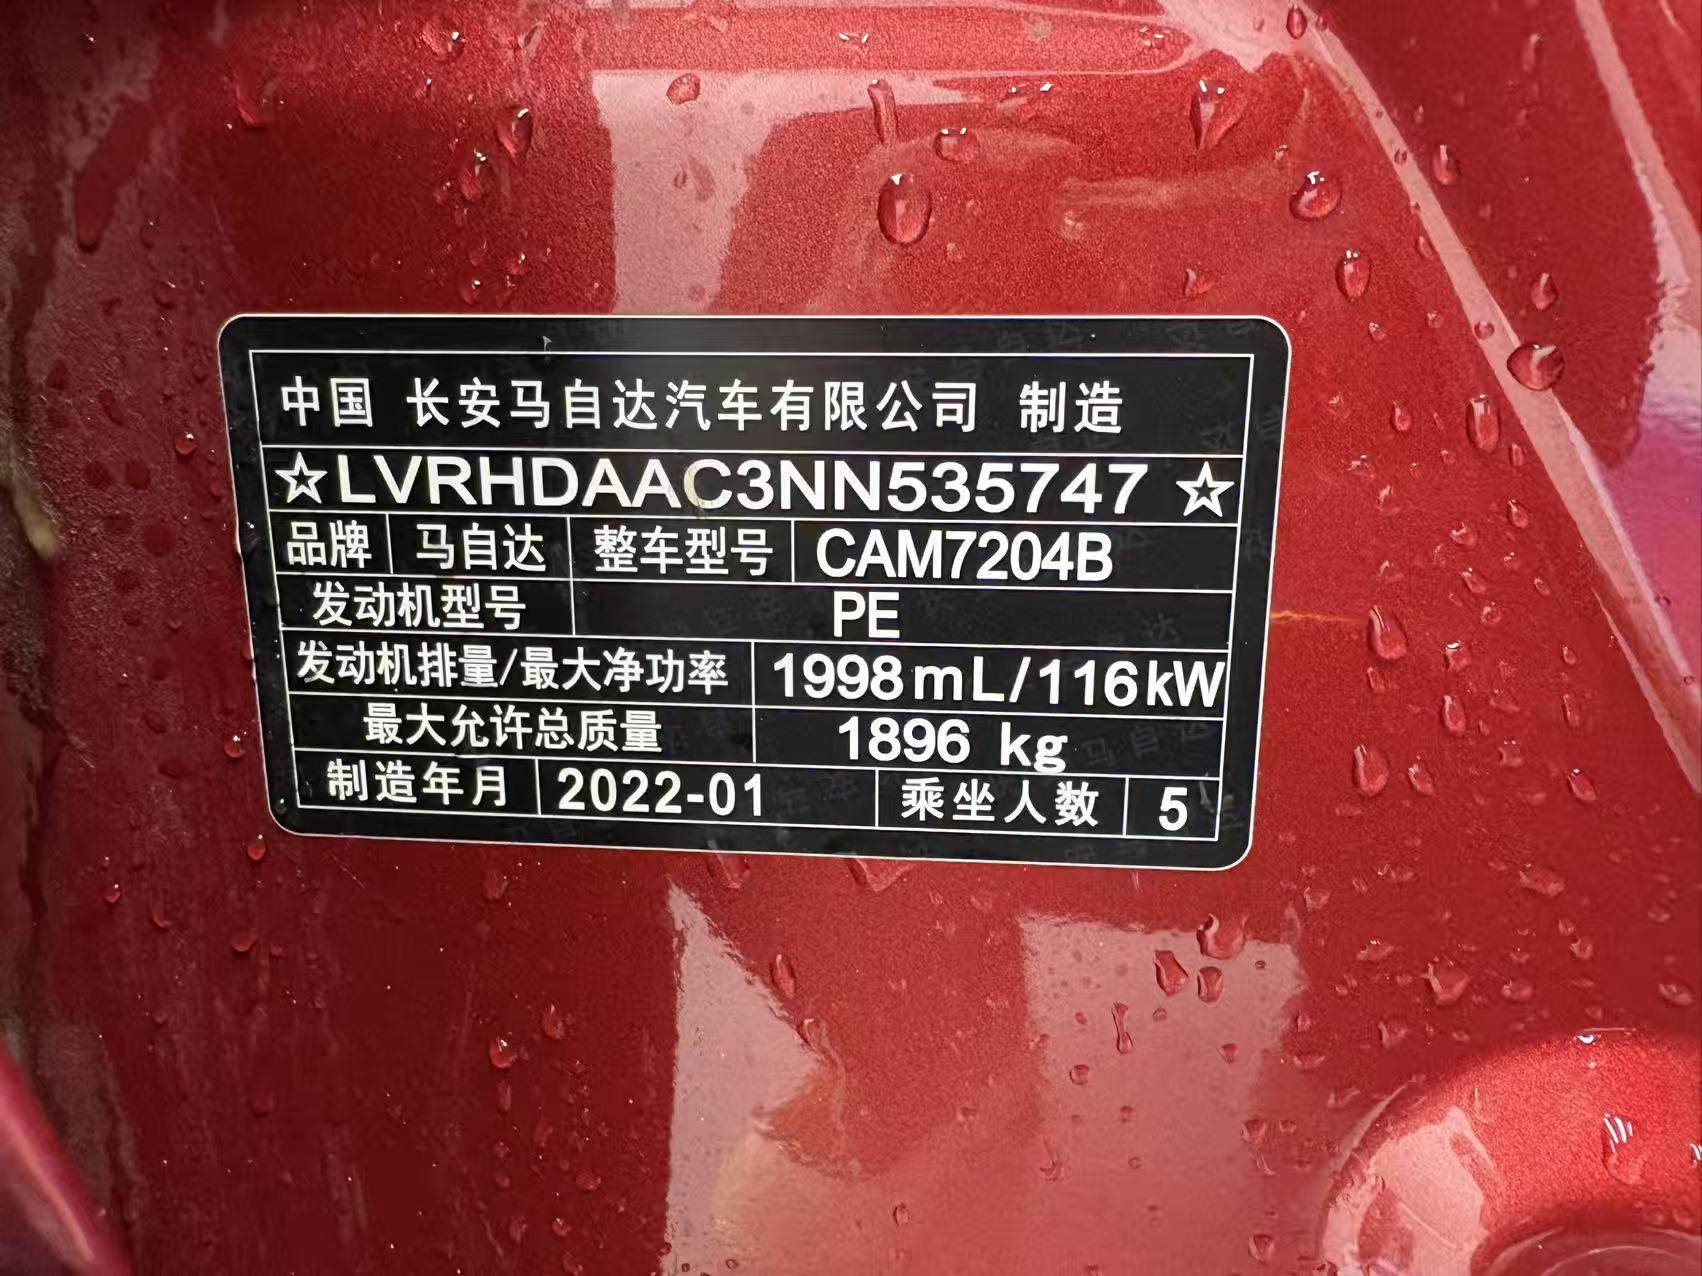 中国 长安马自达汽车有限公司 制造
☆LVRHDAAC3NN535747☆
品牌 马自达 整车型号 CAM7204B
发动机型号 PE
发动机排量/最大净功率 1998mL/116kW
最大允许总质量 1896 kg
制造年月 2022-01 乘坐人数 5